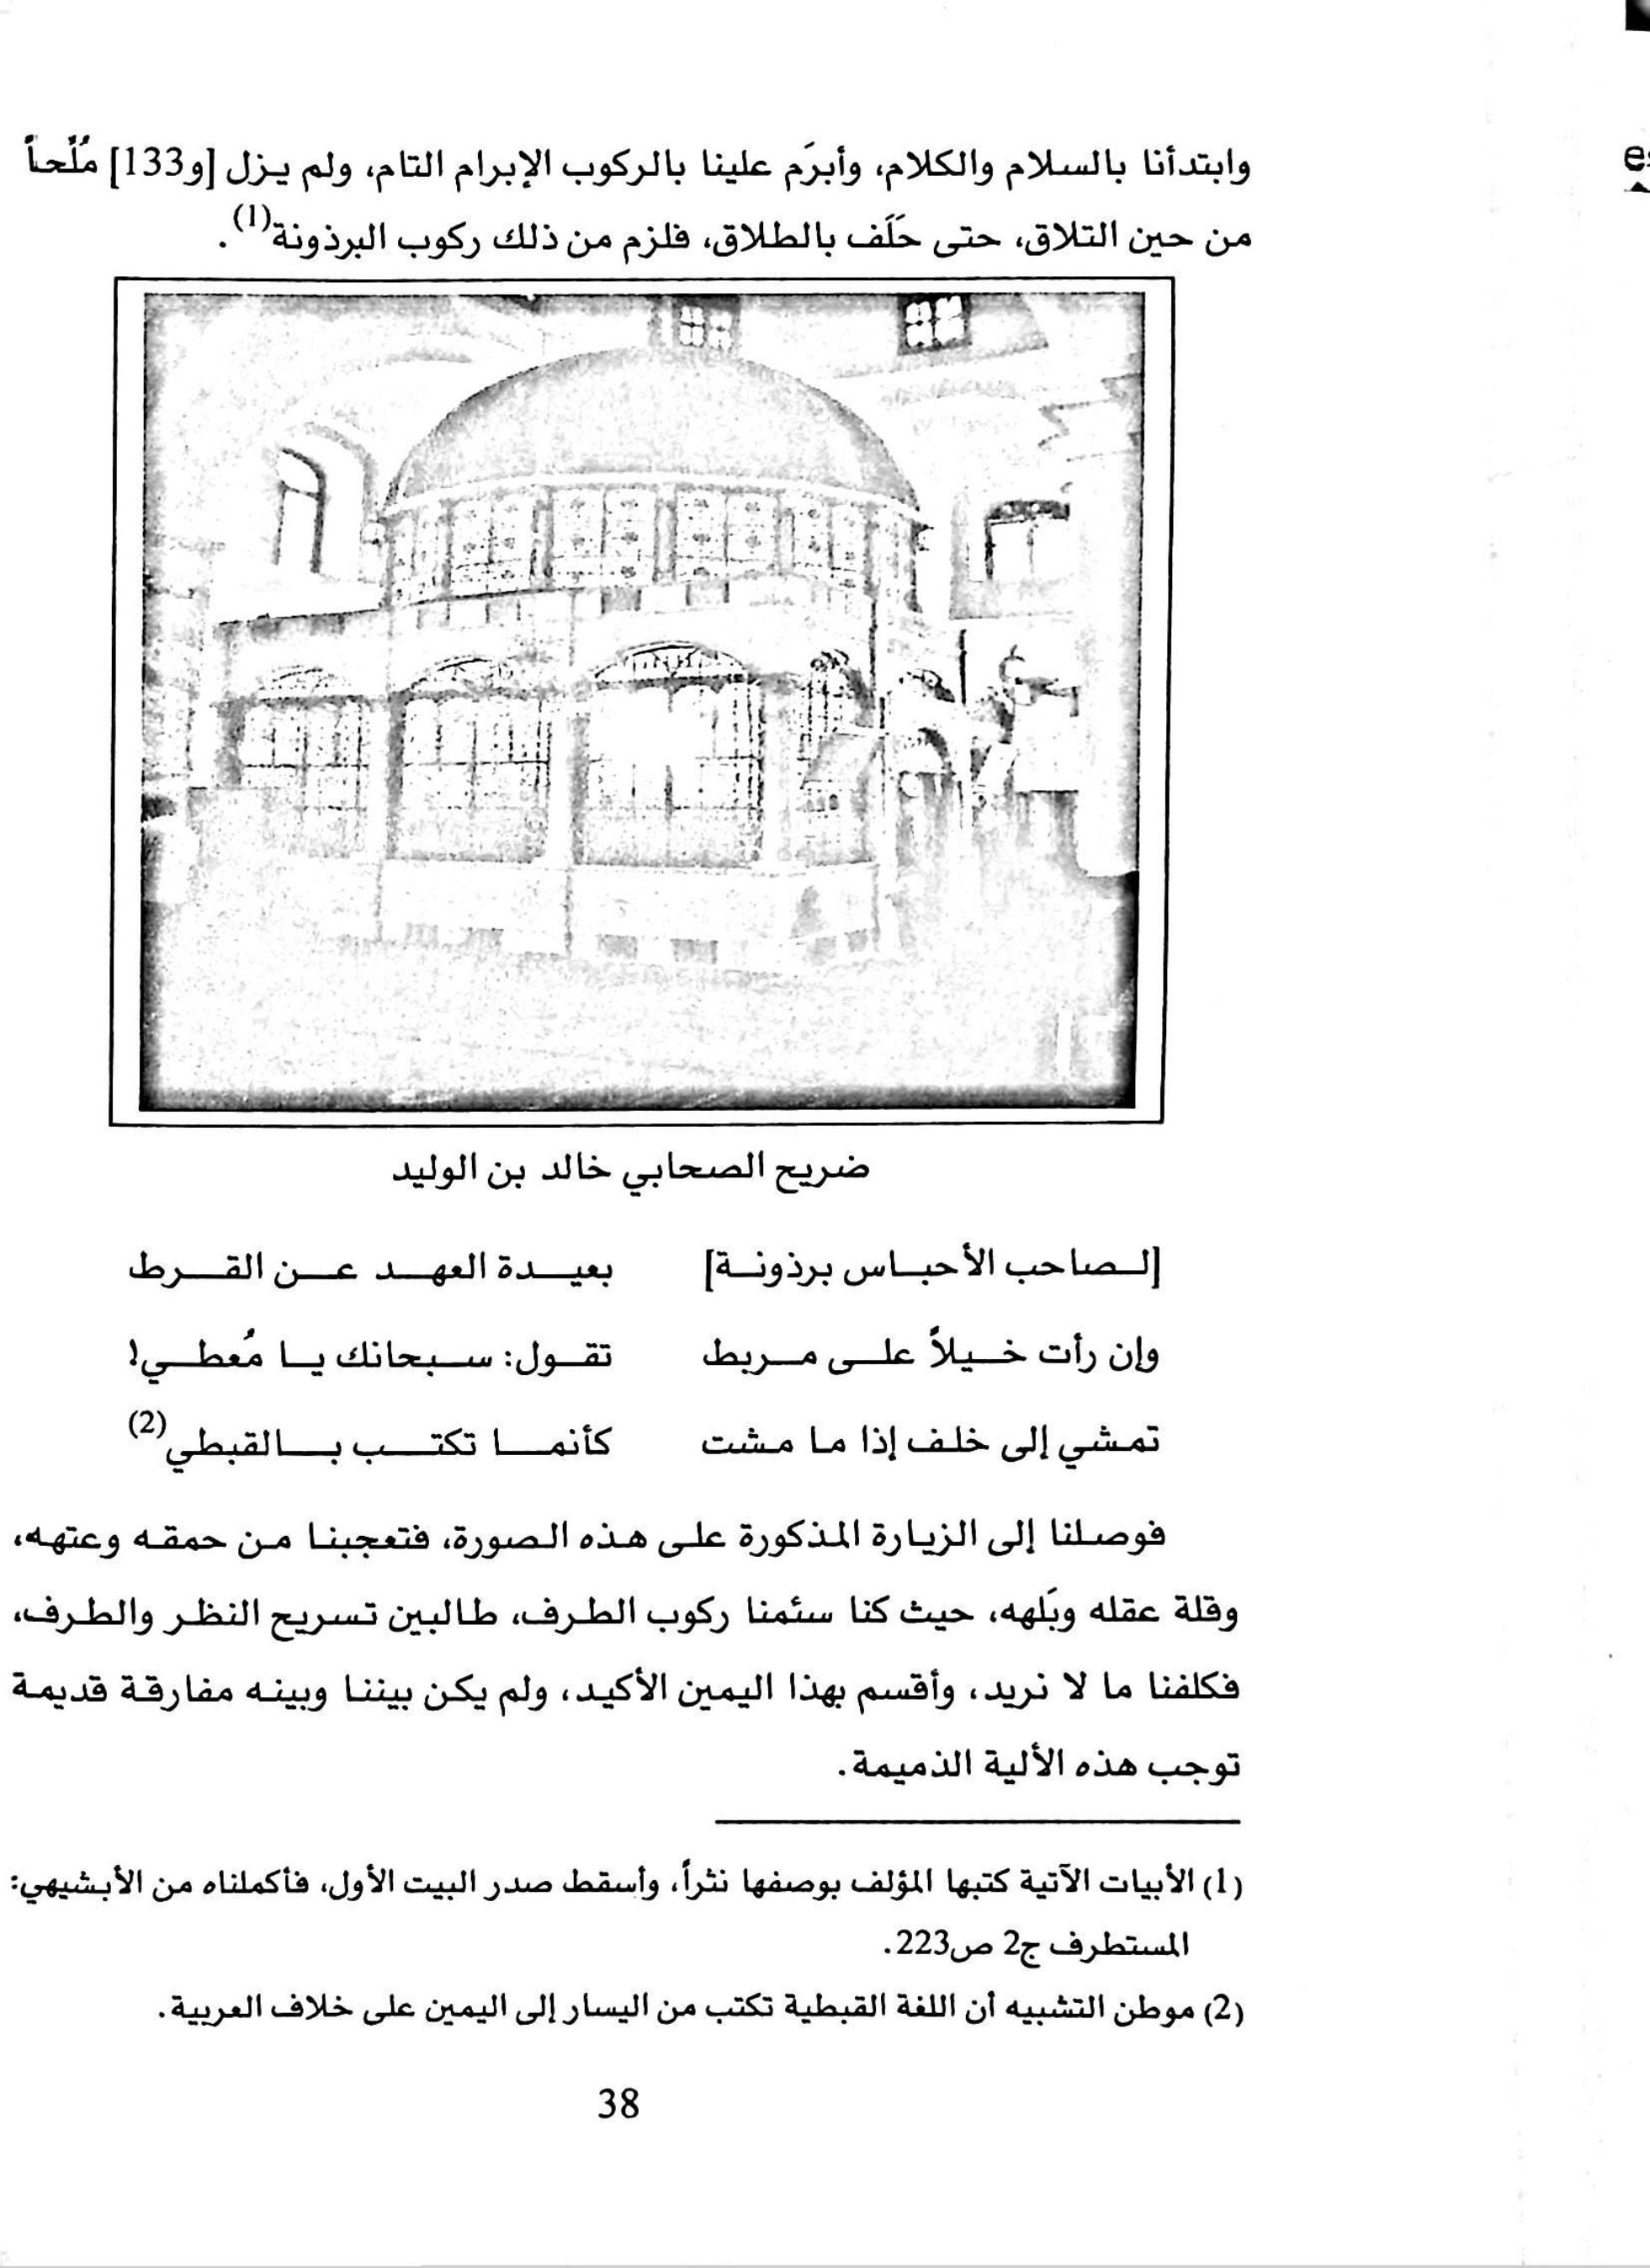 وابتدأنا بالسلام والكلام، وأبرَم علينا بالركوب الإبرام التام، ولم يزل [و133] مُلّحاً
من حين التلاق، حتى حَلَف بالطلاق، فلزم من ذلك ركوب البرذونة(1).
ضريح الصحابي خالد بن الوليد
[لصاحب الأحباس برذونة] بعيدة العهد عن القرط
وإن رأت خيلاً على مربط تقول: سبحانك يا مُعطي!
تمشي إلى خلف إذا ما مشت كأنما تكتب بالقبطي(2)
فوصلنا إلى الزيارة المذكورة على هذه الصورة، فتعجبنا من حمقه وعتهه،
وقلة عقله وبَلهه، حيث كنا سئمنا ركوب الطرف، طالبين تسريح النظر والطرف،
فكلفنا ما لا نريد، وأقسم بهذا اليمين الأكيد، ولم يكن بيننا وبينه مفارقة قديمة
توجب هذه الألية الذميمة.
(1) الأبيات الآتية كتبها المؤلف بوصفها نثراً، وأسقط صدر البيت الأول، فأكملناه من الأبشيهي:
المستطرف ج2 ص223.
(2) موطن التشبيه أن اللغة القبطية تكتب من اليسار إلى اليمين على خلاف العربية.
38